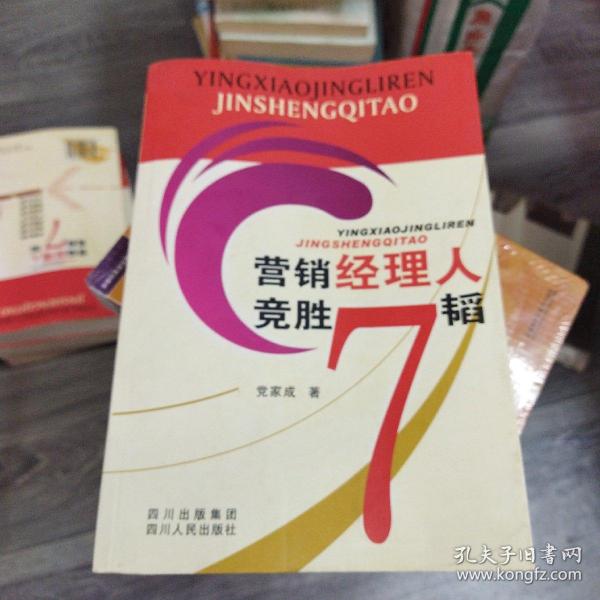 YINGXIAOJINGLIREN
JINSHENGQITAO
YINGXIAOJINGLIREN
JINGSHENGQITAO
营销经理人
竞胜7韬
党家成 著
四川出版集团
四川人民出版社
孔夫子旧书网
www.kongfz.com